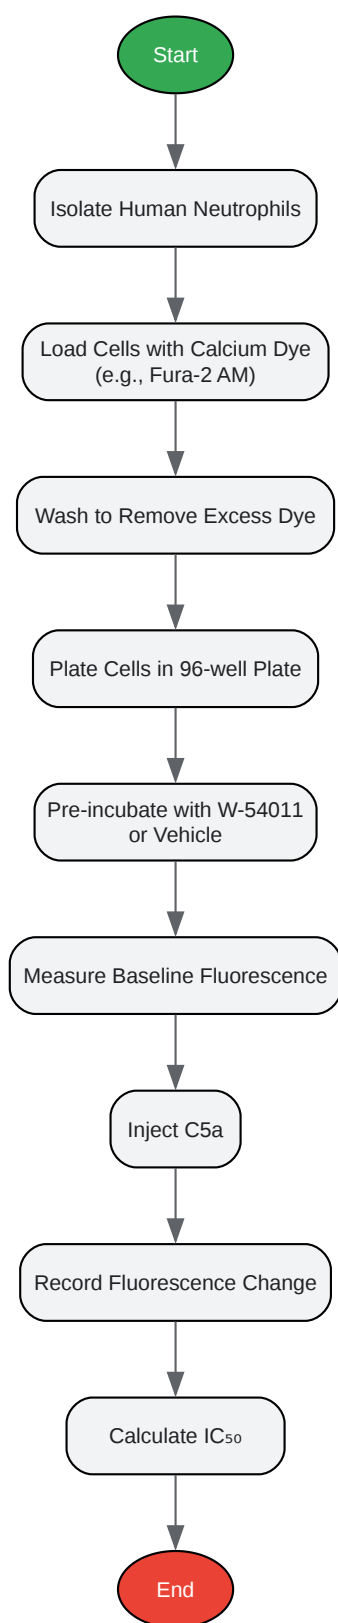 Start
Isolate Human Neutrophils
Load Cells with Calcium Dye
(e.g., Fura-2 AM)
Wash to Remove Excess Dye
Plate Cells in 96-well Plate
Pre-incubate with W-54011
or Vehicle
Measure Baseline Fluorescence
Inject C5a
Record Fluorescence Change
Calculate IC₅₀
End